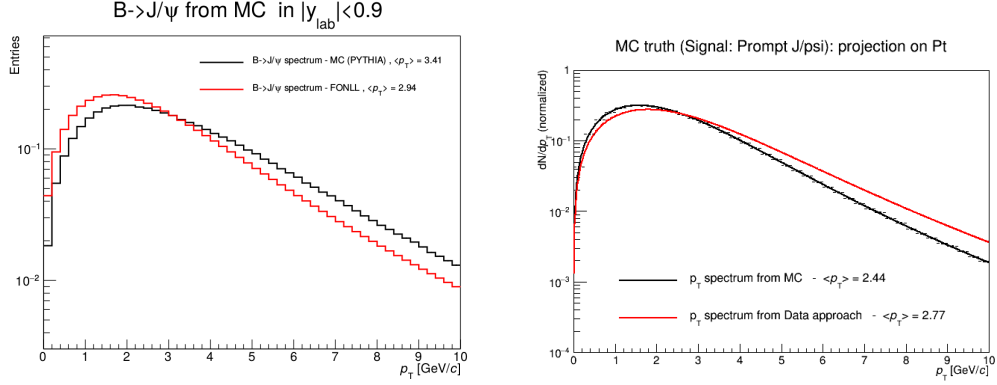 B->J/ψ from MC in |y_lab|<0.9
Entries
B->J/ψ spectrum - MC (PYTHIA) , <p_T> = 3.41
B->J/ψ spectrum - FONLL , <p_T> = 2.94
10⁻¹
10⁻²
0 1 2 3 4 5 6 7 8 9 10
p_T [GeV/c]
MC truth (Signal: Prompt J/psi): projection on Pt
dN/dp_T (normalized)
1
10⁻¹
10⁻²
10⁻³
10⁻⁴
p_T spectrum from MC - <p_T> = 2.44
p_T spectrum from Data approach - <p_T> = 2.77
0 1 2 3 4 5 6 7 8 9 10
p_T [GeV/c]